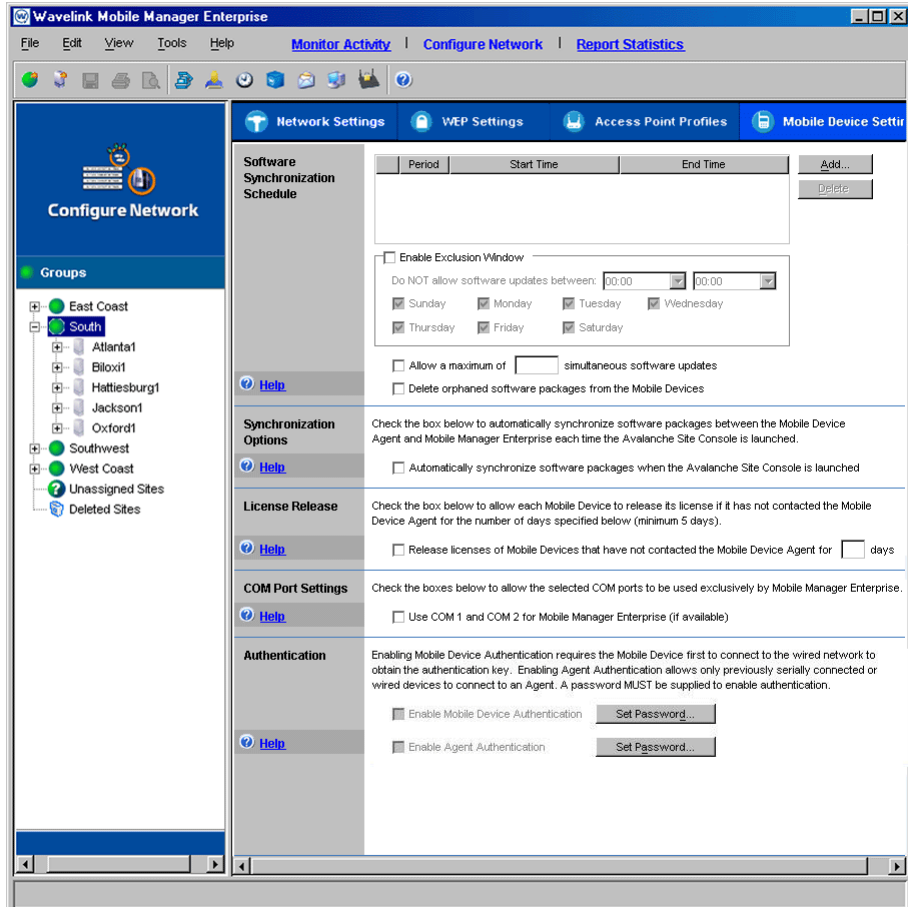 Wavelink Mobile Manager Enterprise
File Edit View Tools Help Monitor Activity | Configure Network | Report Statistics
Configure Network
Groups
East Coast
South
Atlanta1
Biloxi1
Hattiesburg1
Jackson1
Oxford1
Southwest
West Coast
Unassigned Sites
Deleted Sites
Network Settings WEP Settings Access Point Profiles Mobile Device Settin
Software
Synchronization
Schedule
Period Start Time End Time
Add...
Delete
Enable Exclusion Window
Do NOT allow software updates between: 00:00 00:00
Sunday Monday Tuesday Wednesday
Thursday Friday Saturday
Allow a maximum of simultaneous software updates
Delete orphaned software packages from the Mobile Devices
Help
Synchronization
Options
Check the box below to automatically synchronize software packages between the Mobile Device
Agent and Mobile Manager Enterprise each time the Avalanche Site Console is launched.
Help
Automatically synchronize software packages when the Avalanche Site Console is launched
License Release
Check the box below to allow each Mobile Device to release its license if it has not contacted the Mobile
Device Agent for the number of days specified below (minimum 5 days).
Help
Release licenses of Mobile Devices that have not contacted the Mobile Device Agent for days
COM Port Settings
Check the boxes below to allow the selected COM ports to be used exclusively by Mobile Manager Enterprise.
Help
Use COM 1 and COM 2 for Mobile Manager Enterprise (if available)
Authentication
Enabling Mobile Device Authentication requires the Mobile Device first to connect to the wired network to
obtain the authentication key. Enabling Agent Authentication allows only previously serially connected or
wired devices to connect to an Agent. A password MUST be supplied to enable authentication.
Enable Mobile Device Authentication Set Password...
Help
Enable Agent Authentication Set Password...